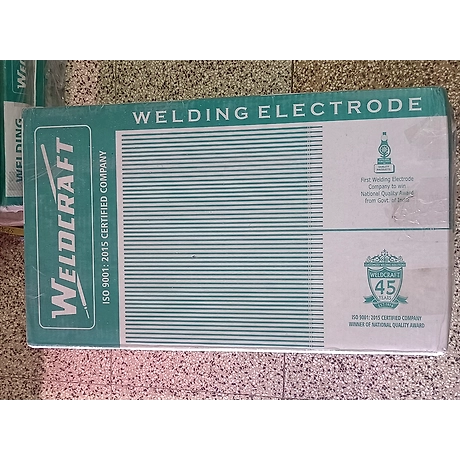 WELDING ELECTRODE
WELDCRAFT
ISO 9001: 2015 CERTIFIED COMPANY
First Welding Electrode
Company to win
National Quality Award
from Govt. of India
WELDCRAFT
45
YEARS
ISO 9001: 2015 CERTIFIED COMPANY
WINNER OF NATIONAL QUALITY AWARD
WELDING